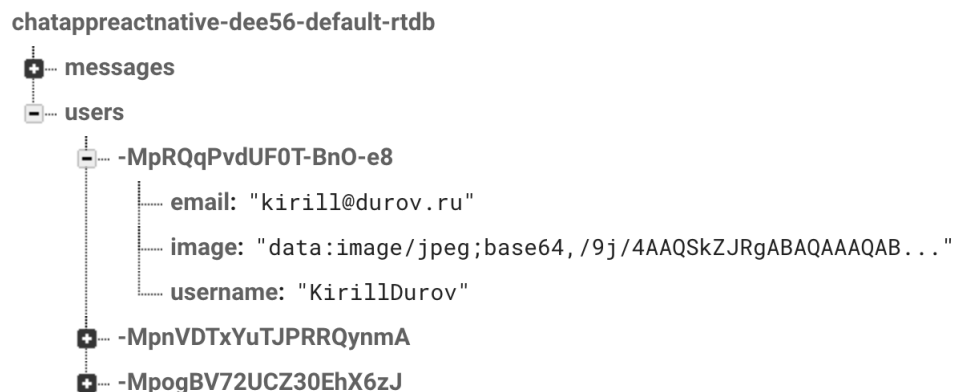 chatappreactnative-dee56-default-rtdb
messages
users
-MpRQqPvdUF0T-BnO-e8
email: "kirill@durov.ru"
image: "data:image/jpeg;base64,/9j/4AAQSkZJRgABAQAAAQAB..."
username: "KirillDurov"
-MpnVDTxYuTJPRRQynmA
-MpogBV72UCZ30EhX6zJ